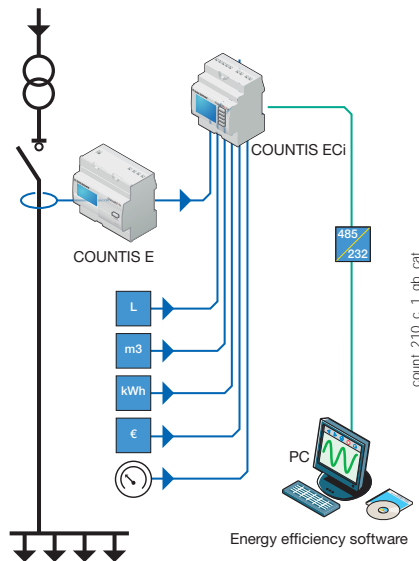 COUNTIS ECi
COUNTIS E
485
232
L
m3
kWh
€
PC
Energy efficiency software
count_210_c_1_gb_cat